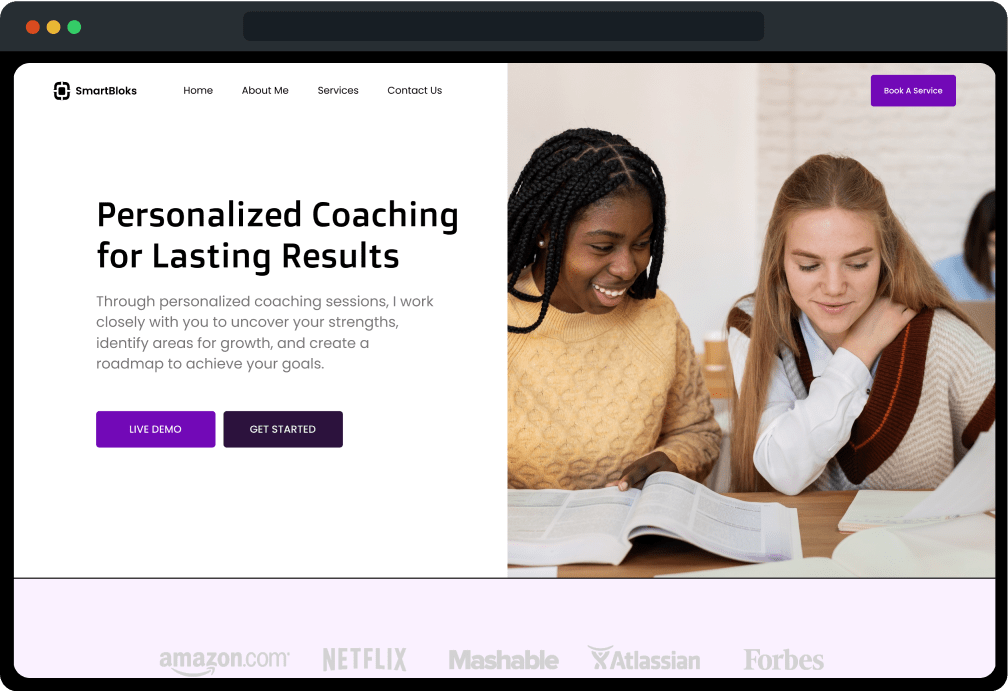 SmartBloks
Home
About Me
Services
Contact Us
Book A Service
Personalized Coaching
for Lasting Results
Through personalized coaching sessions, I work
closely with you to uncover your strengths,
identify areas for growth, and create a
roadmap to achieve your goals.
LIVE DEMO
GET STARTED
amazon.com
NETFLIX
Mashable
Atlassian
Forbes